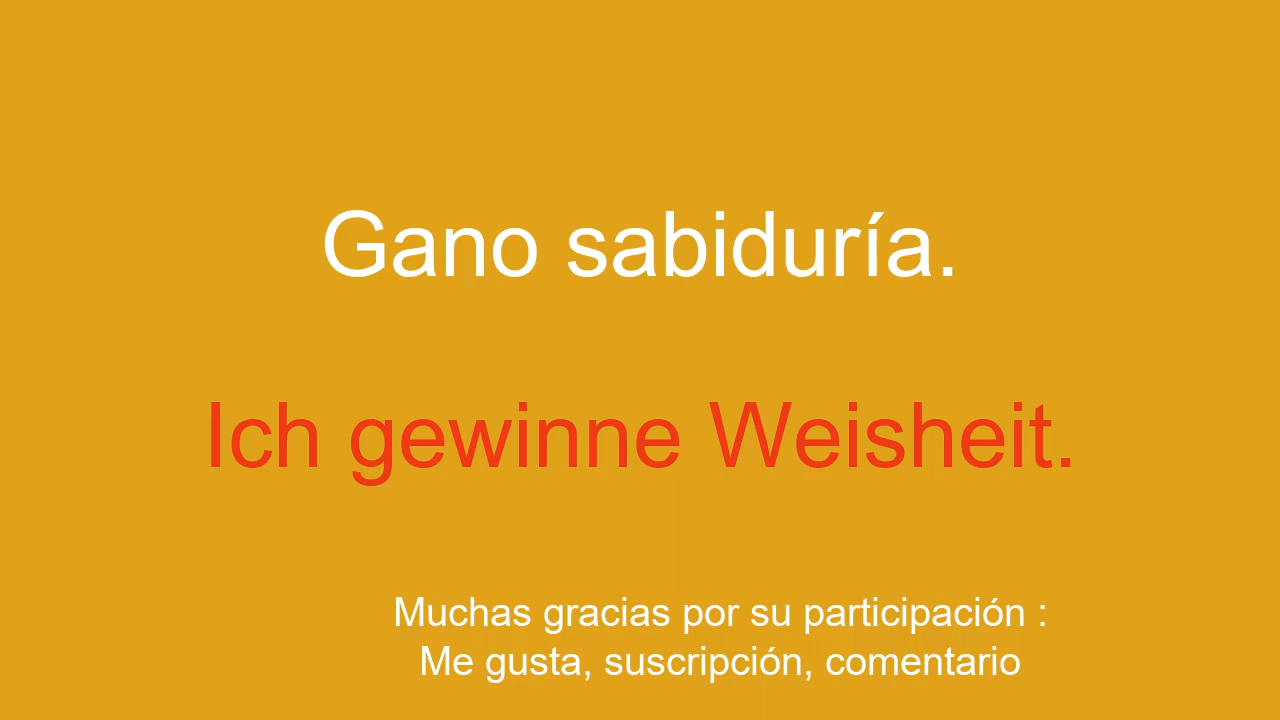 Gano sabiduría.
Ich gewinne Weisheit.
Muchas gracias por su participación :
Me gusta, suscripción, comentario